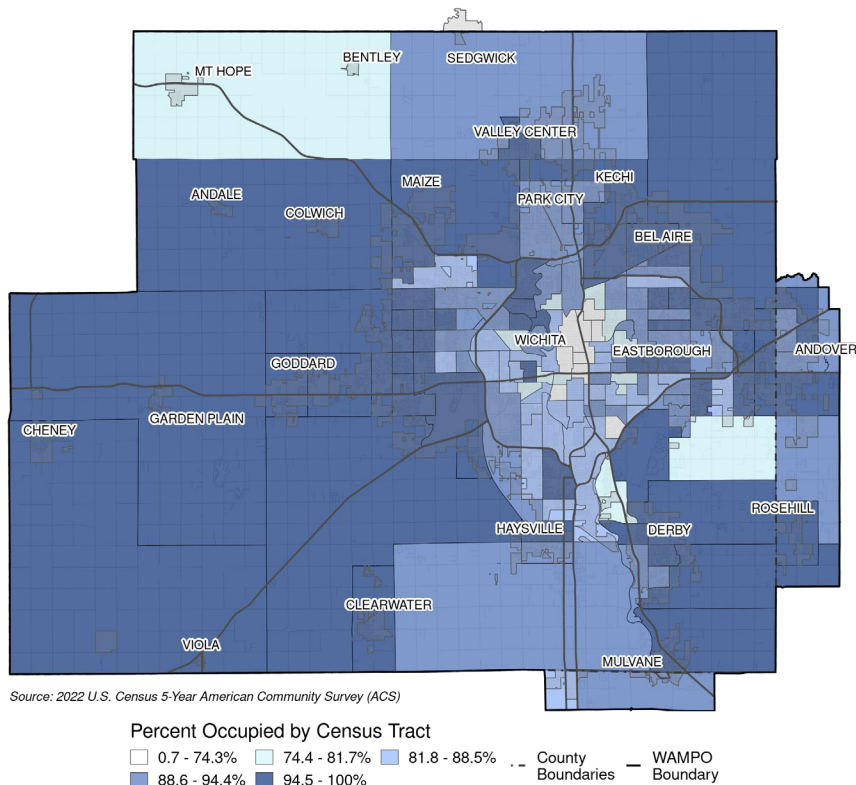 SEDGWICK
BENTLEY
MT HOPE
VALLEY CENTER
KECHI
MAIZE
ANDALE
PARK CITY
COLWICH
BEL AIRE
WICHITA
EASTBOROUGH
ANDOVER
GODDARD
GARDEN PLAIN
CHENEY
ROSEHILL
HAYSVILLE
DERBY
CLEARWATER
VIOLA
MULVANE
Source: 2022 U.S. Census 5-Year American Community Survey (ACS)
Percent Occupied by Census Tract
0.7 - 74.3%
74.4 - 81.7%
81.8 - 88.5%
88.6 - 94.4%
94.5 - 100%
County
Boundaries
WAMPO
Boundary